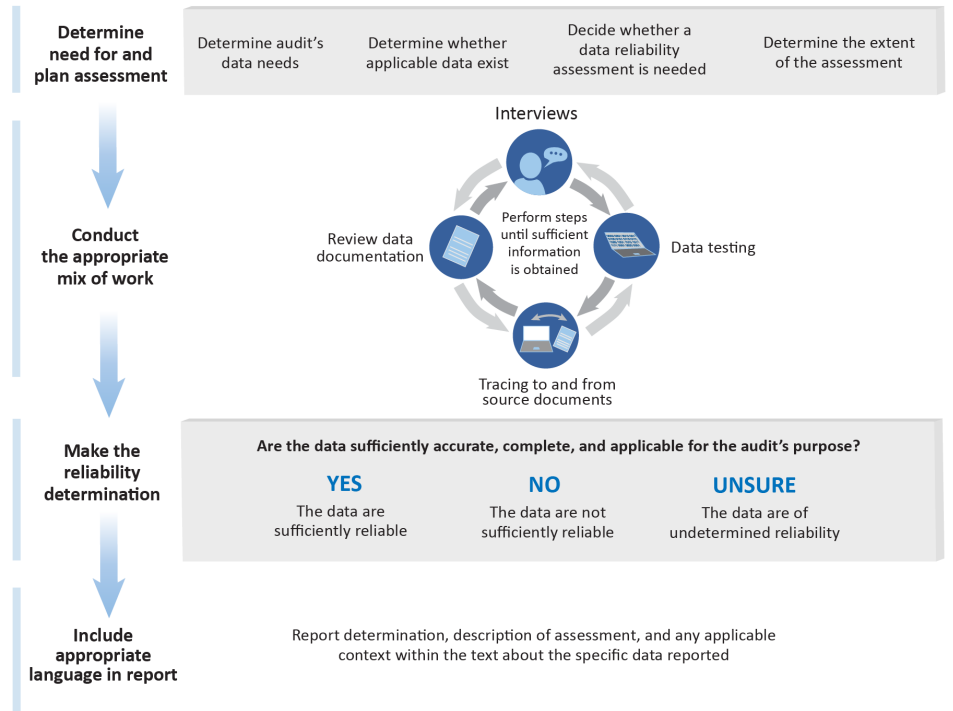 Determine
need for and
plan assessment
Determine audit's
data needs
Determine whether
applicable data exist
Decide whether a
data reliability
assessment is needed
Determine the extent
of the assessment
Conduct
the appropriate
mix of work
Interviews
Review data
documentation
Perform steps
until sufficient
information
is obtained
Data testing
Tracing to and from
source documents
Make the
reliability
determination
Are the data sufficiently accurate, complete, and applicable for the audit's purpose?
YES
The data are
sufficiently reliable
NO
The data are not
sufficiently reliable
UNSURE
The data are of
undetermined reliability
Include
appropriate
language in report
Report determination, description of assessment, and any applicable
context within the text about the specific data reported